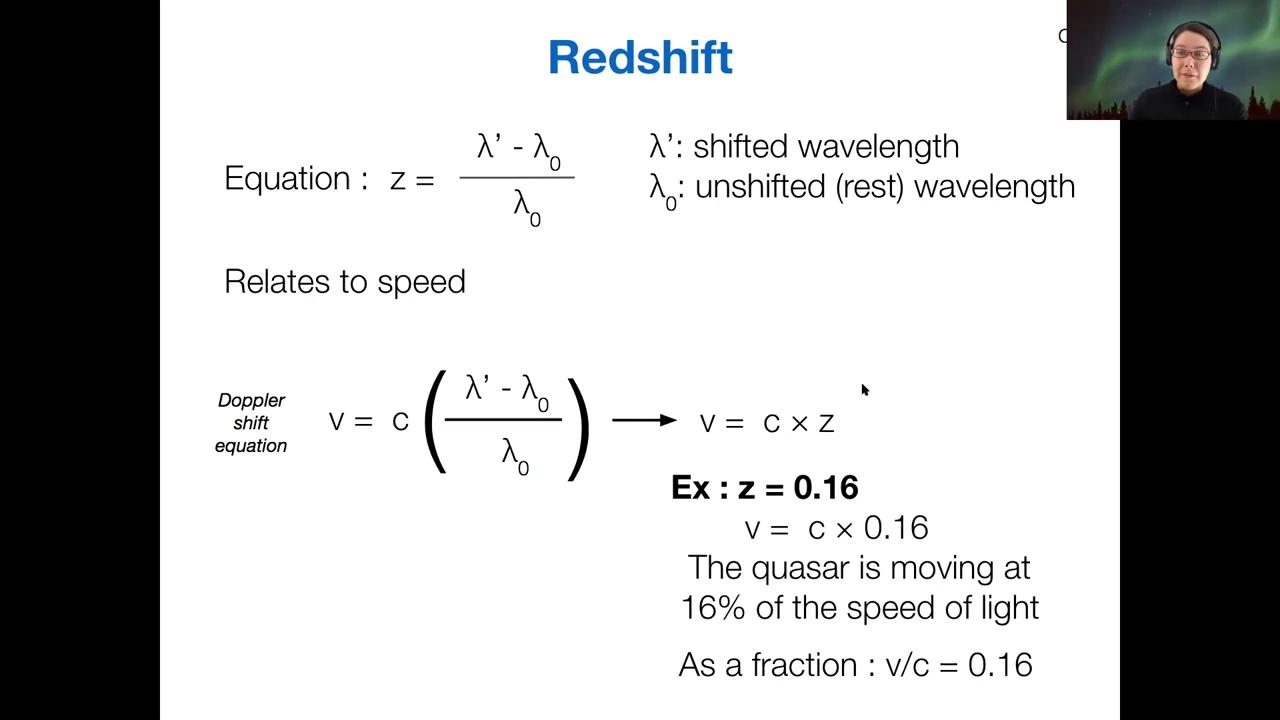 Redshift
Equation : z = λ' - λ₀ / λ₀
λ': shifted wavelength
λ₀: unshifted (rest) wavelength
Relates to speed
Doppler
shift
equation
v = c ( λ' - λ₀ / λ₀ ) → v = c × z
Ex : z = 0.16
v = c × 0.16
The quasar is moving at
16% of the speed of light
As a fraction : v/c = 0.16